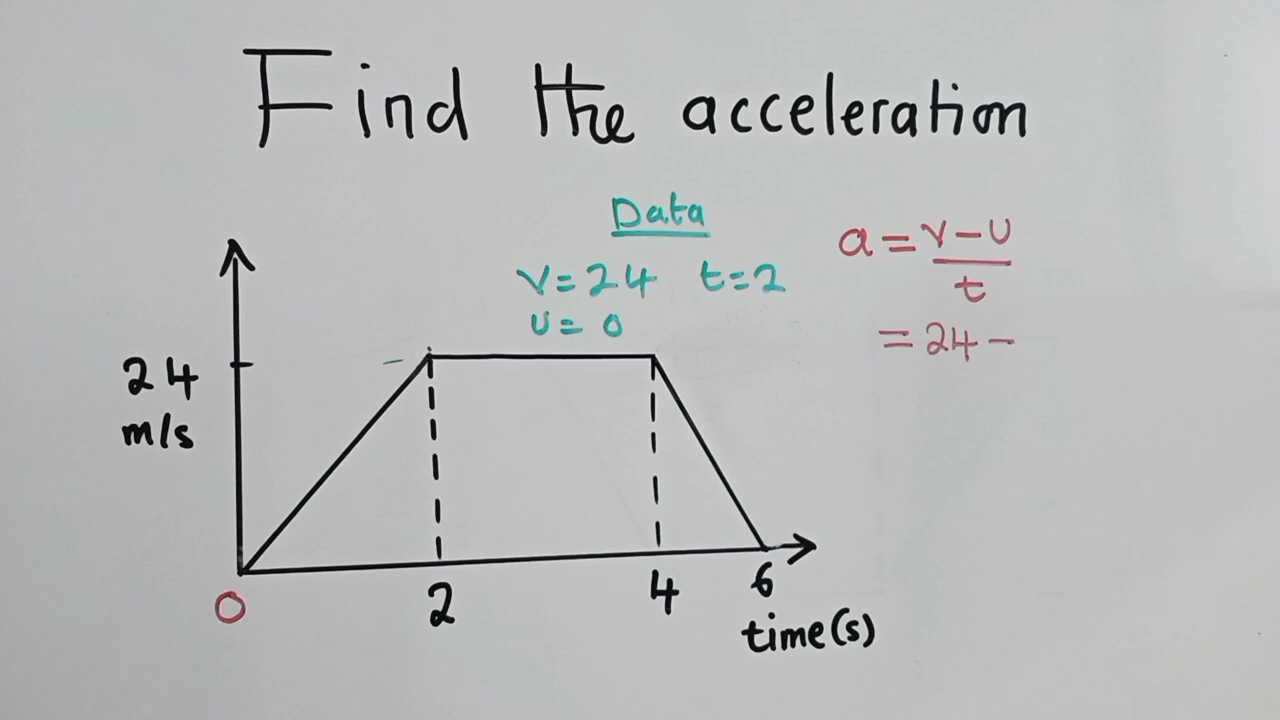 Find the acceleration
Data
v=24 t=2
u= 0
a = v-u
t
= 24 -
24
m/s
0
2
4
6
time(s)